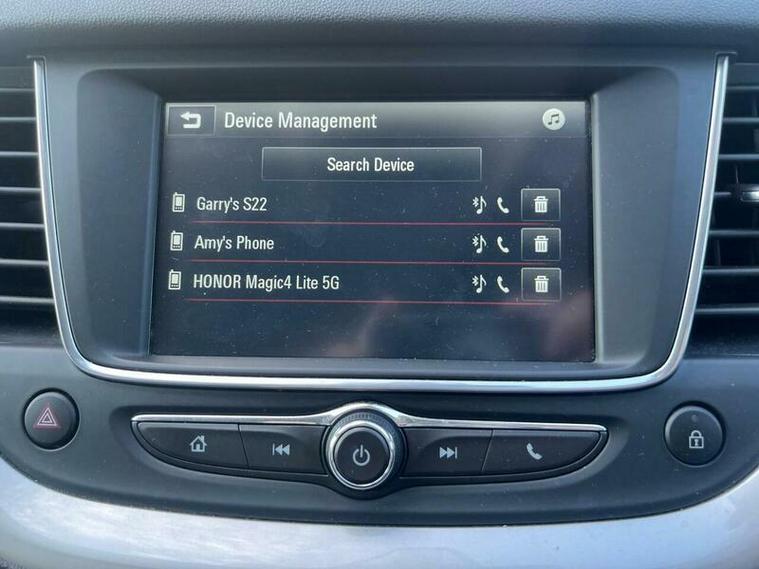 Device Management
Search Device
Garry's S22
Amy's Phone
HONOR Magic4 Lite 5G